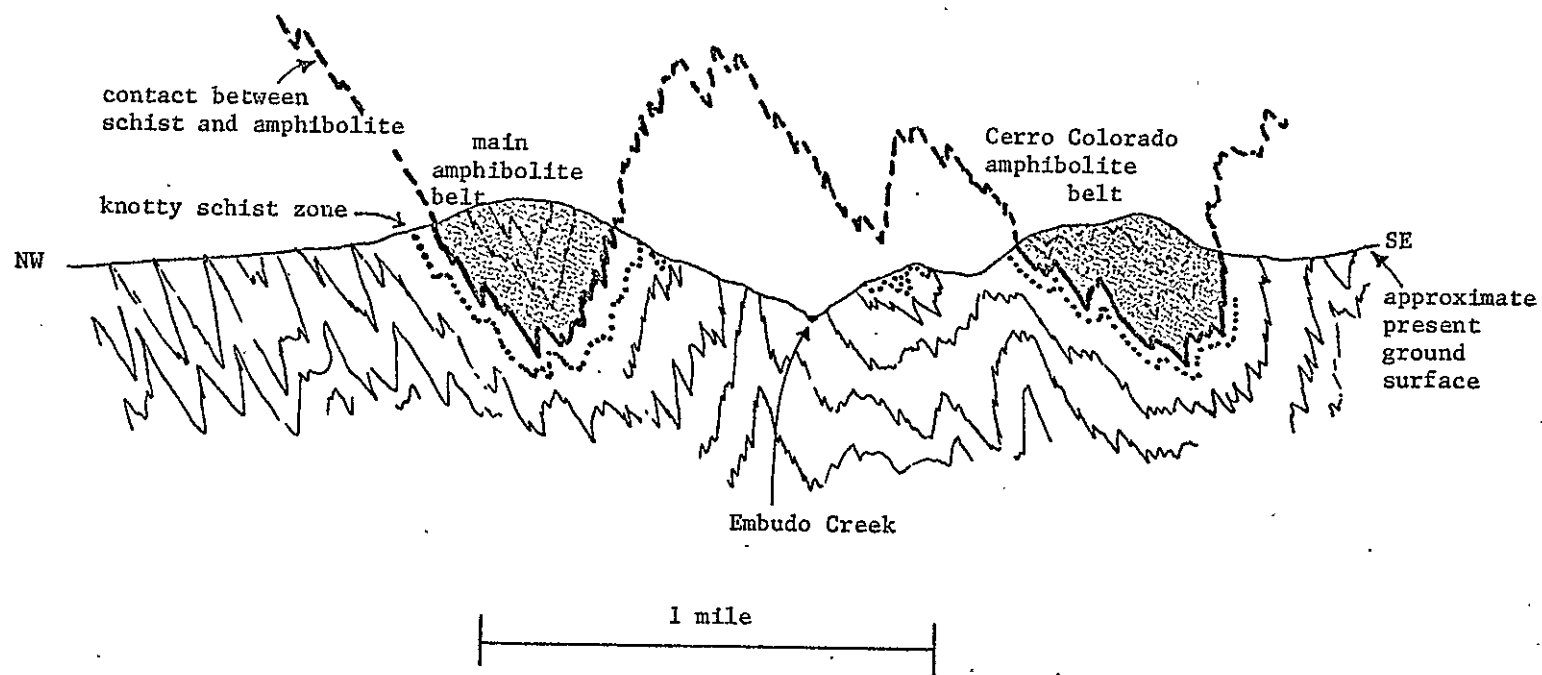 contact between
schist and amphibolite
main
amphibolite
belt
Cerro Colorado
amphibolite
belt
knotty schist zone
NW
SE
approximate
present
ground
surface
Embudo Creek
1 mile